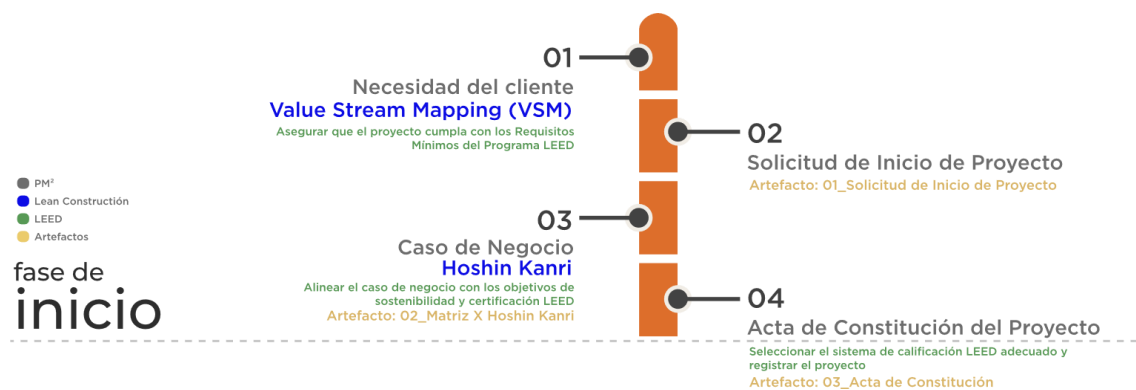 01
Necesidad del cliente
Value Stream Mapping (VSM)
Asegurar que el proyecto cumpla con los Requisitos
Mínimos del Programa LEED
02
Solicitud de Inicio de Proyecto
Artefacto: 01_Solicitud de Inicio de Proyecto
PM²
Lean Constructión
LEED
Artefactos
fase de
inicio
03
Caso de Negocio
Hoshin Kanri
Alinear el caso de negocio con los objetivos de
sostenibilidad y certificación LEED
Artefacto: 02_Matriz X Hoshin Kanri
04
Acta de Constitución del Proyecto
Seleccionar el sistema de calificación LEED adecuado y
registrar el proyecto
Artefacto: 03_Acta de Constitución